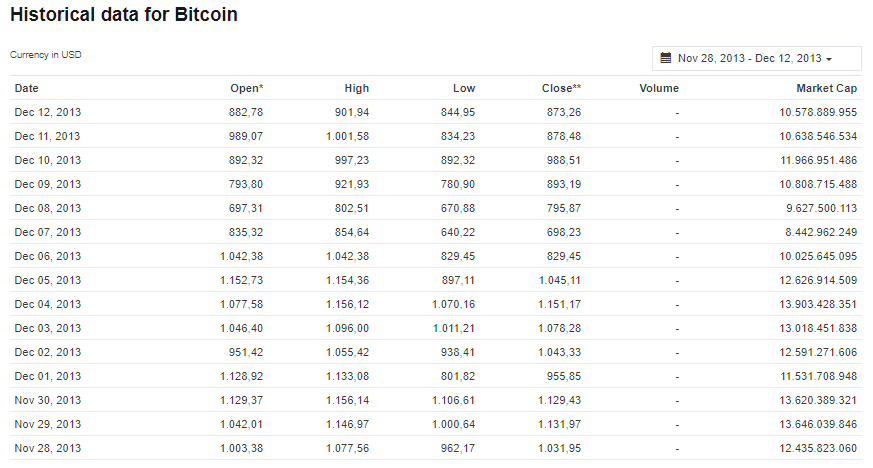 Historical data for Bitcoin
Currency in USD
Nov 28, 2013 - Dec 12, 2013
Date Open* High Low Close** Volume Market Cap
Dec 12, 2013 882,78 901,94 844,95 873,26 - 10.578.889.955
Dec 11, 2013 989,07 1.001,58 834,23 878,48 - 10.638.546.534
Dec 10, 2013 892,32 997,23 892,32 988,51 - 11.966.951.486
Dec 09, 2013 793,80 921,93 780,90 893,19 - 10.808.715.488
Dec 08, 2013 697,31 802,51 670,88 795,87 - 9.627.500.113
Dec 07, 2013 835,32 854,64 640,22 698,23 - 8.442.962.249
Dec 06, 2013 1.042,38 1.042,38 829,45 829,45 - 10.025.645.095
Dec 05, 2013 1.152,73 1.154,36 897,11 1.045,11 - 12.626.914.509
Dec 04, 2013 1.077,58 1.156,12 1.070,16 1.151,17 - 13.903.428.351
Dec 03, 2013 1.046,40 1.096,00 1.011,21 1.078,28 - 13.018.451.838
Dec 02, 2013 951,42 1.055,42 938,41 1.043,33 - 12.591.271.606
Dec 01, 2013 1.128,92 1.133,08 801,82 955,85 - 11.531.708.948
Nov 30, 2013 1.129,37 1.156,14 1.106,61 1.129,43 - 13.620.389.321
Nov 29, 2013 1.042,01 1.146,97 1.000,64 1.131,97 - 13.646.039.846
Nov 28, 2013 1.003,38 1.077,56 962,17 1.031,95 - 12.435.823.060